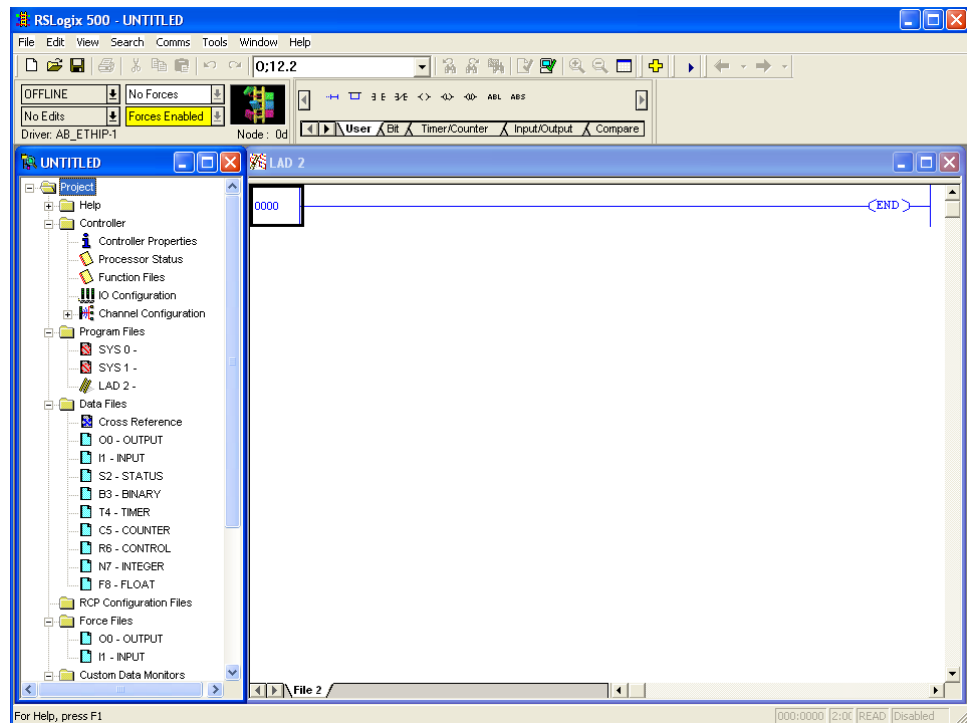 RSLogix 500 - UNTITLED
File Edit View Search Comms Tools Window Help
O;12.2
OFFLINE No Forces
No Edits Forces Enabled
Driver: AB_ETHIP-1 Node : 0d
ABL ABS
User Bit Timer/Counter Input/Output Compare
UNTITLED
Project
Help
Controller
Controller Properties
Processor Status
Function Files
IO Configuration
Channel Configuration
Program Files
SYS 0 -
SYS 1 -
LAD 2 -
Data Files
Cross Reference
O0 - OUTPUT
I1 - INPUT
S2 - STATUS
B3 - BINARY
T4 - TIMER
C5 - COUNTER
R6 - CONTROL
N7 - INTEGER
F8 - FLOAT
RCP Configuration Files
Force Files
O0 - OUTPUT
I1 - INPUT
Custom Data Monitors
LAD 2
0000
END
File 2
For Help, press F1
000:0000 READ Disabled